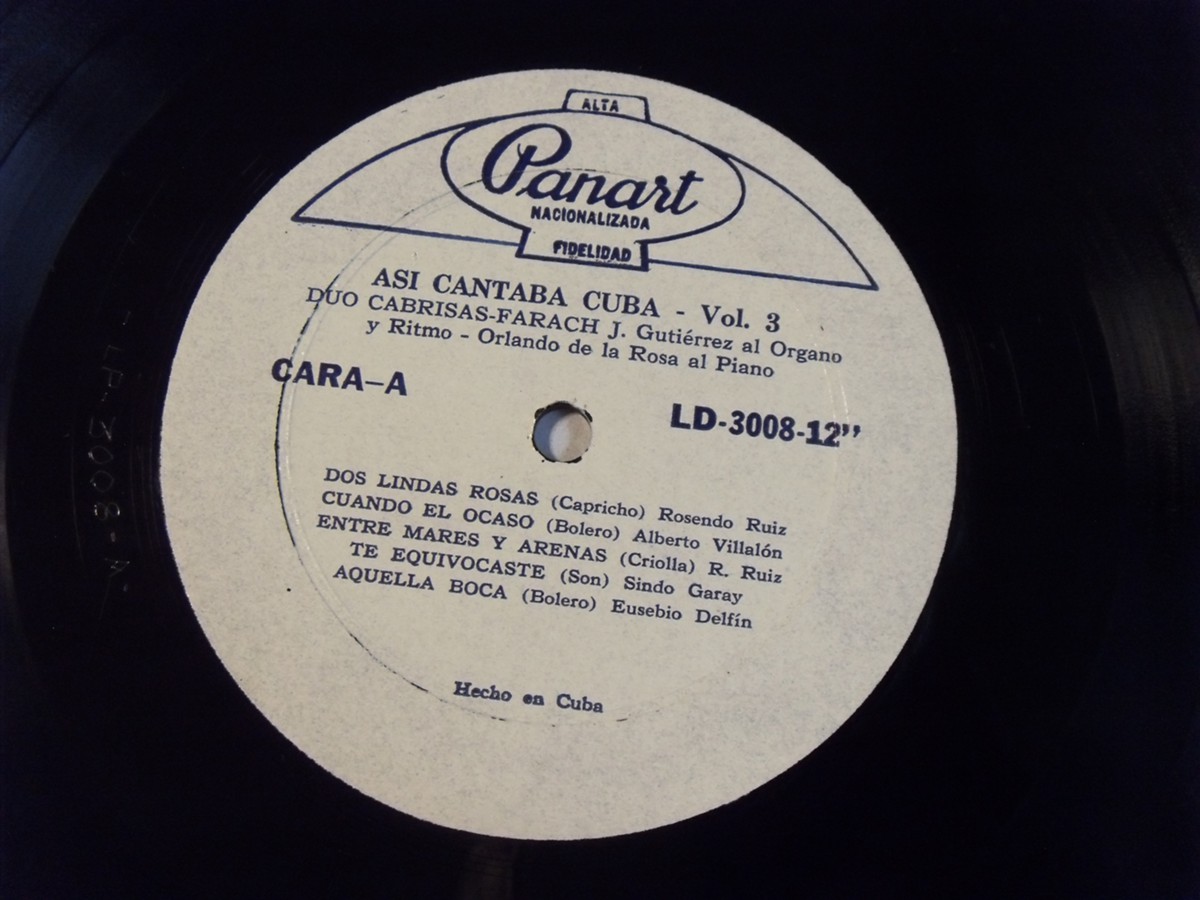 ALTA
Panart
NACIONALIZADA
FIDELIDAD
ASI CANTABA CUBA - Vol. 3
DUO CABRISAS-FARACH J. Gutiérrez al Organo
y Ritmo - Orlando de la Rosa al Piano
CARA-A
LD-3008-12”
DOS LINDAS ROSAS (Capricho) Rosendo Ruiz
CUANDO EL OCASO (Bolero) Alberto Villalón
ENTRE MARES Y ARENAS (Criolla) R. Ruiz
TE EQUIVOCASTE (Son) Sindo Garay
AQUELLA BOCA (Bolero) Eusebio Delfín
Hecho en Cuba